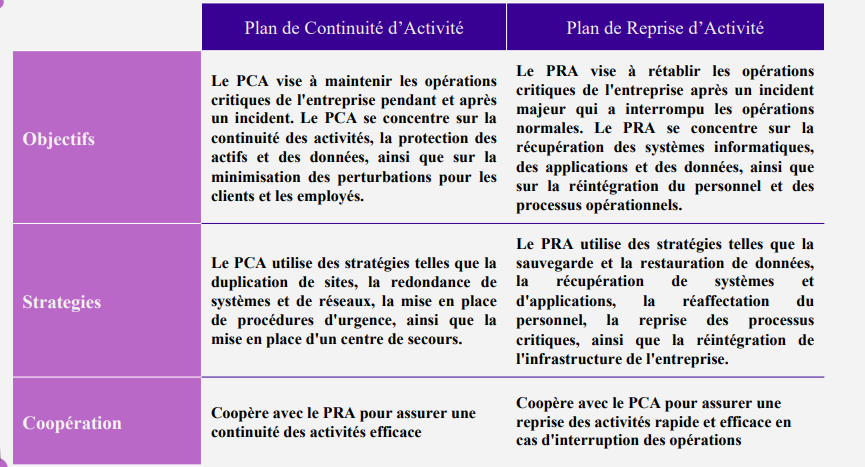 Plan de Continuité d'Activité
Plan de Reprise d'Activité
Objectifs
Le PCA vise à maintenir les opérations
critiques de l'entreprise pendant et après
un incident. Le PCA se concentre sur la
continuité des activités, la protection des
actifs et des données, ainsi que sur la
minimisation des perturbations pour les
clients et les employés.
Le PRA vise à rétablir les opérations
critiques de l'entreprise après un incident
majeur qui a interrompu les opérations
normales. Le PRA se concentre sur la
récupération des systèmes informatiques,
des applications et des données, ainsi que
sur la réintégration du personnel et des
processus opérationnels.
Strategies
Le PCA utilise des stratégies telles que la
duplication de sites, la redondance de
systèmes et de réseaux, la mise en place
de procédures d'urgence, ainsi que la
mise en place d'un centre de secours.
Le PRA utilise des stratégies telles que la
sauvegarde et la restauration de données,
la récupération de systèmes et
d'applications, la réaffectation du
personnel, la reprise des processus
critiques, ainsi que la réintégration de
l'infrastructure de l'entreprise.
Coopération
Coopère avec le PRA pour assurer une
continuité des activités efficace
Coopère avec le PCA pour assurer une
reprise des activités rapide et efficace en
cas d'interruption des opérations